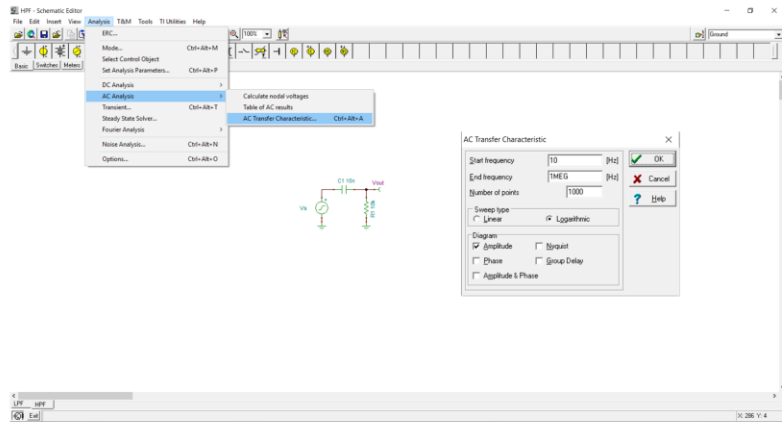 HPF - Schematic Editor
File Edit Insert View Analysis T&M Tools TI Utilities Help
100%
Ground
Basic Switches Meters
ERC...
Mode... Ctrl+Alt+M
Select Control Object
Set Analysis Parameters... Ctrl+Alt+P
DC Analysis
AC Analysis
Transient... Ctrl+Alt+T
Steady State Solver...
Fourier Analysis
Noise Analysis... Ctrl+Alt+N
Options... Ctrl+Alt+O
Calculate nodal voltages
Table of AC results
AC Transfer Characteristic... Ctrl+Alt+A
C1 10n
Vout
Vs
R1 10k
AC Transfer Characteristic
Start frequency 10 [Hz] OK
End frequency 1MEG [Hz] Cancel
Number of points 1000 Help
Sweep type
Linear Logarithmic
Diagram
Amplitude Nyquist
Phase Group Delay
Amplitude & Phase
LPF HPF
Exit
X: 286 Y: 4